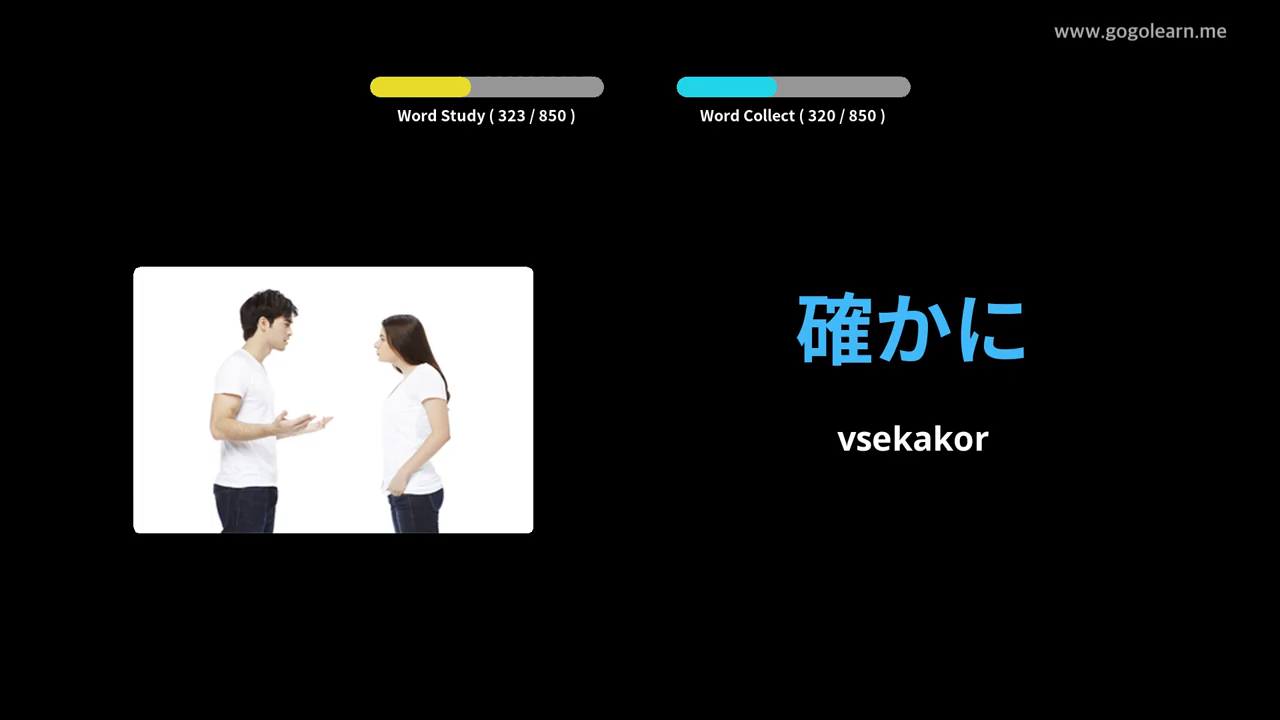 www.gogolearn.me
Word Study ( 323 / 850 )
Word Collect ( 320 / 850 )
確かに
vsekakor